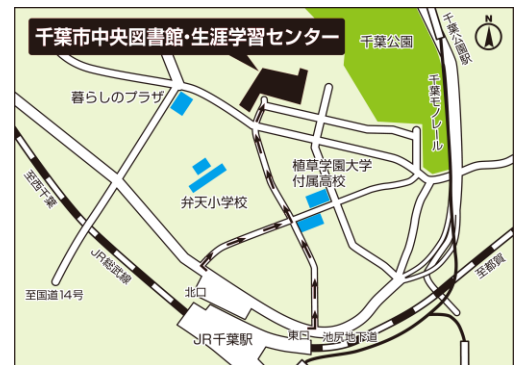 千葉市中央図書館・生涯学習センター
N
千葉公園
千葉公園駅
千葉モノレール
暮らしのプラザ
植草学園大学
付属高校
弁天小学校
至西千葉
JR総武線
至都賀
至国道14号
北口
JR千葉駅
東口
池尻地下道